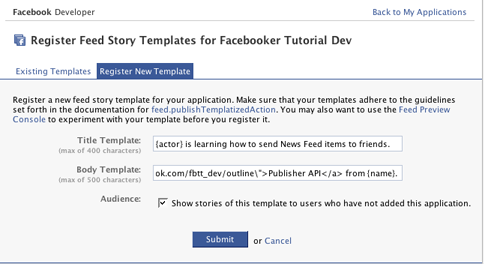 Facebook Developer
Back to My Applications
Register Feed Story Templates for Facebooker Tutorial Dev
Existing Templates
Register New Template
Register a new feed story template for your application. Make sure that your templates adhere to the guidelines
set forth in the documentation for feed.publishTemplatizedAction. You may also want to use the Feed Preview
Console to experiment with your template before you register it.
Title Template:
(max of 400 characters)
{actor} is learning how to send News Feed items to friends.
Body Template:
(max of 500 characters)
ok.com/fbtt_dev/outline\">Publisher API</a> from {name}.
Audience:
Show stories of this template to users who have not added this application.
Submit or Cancel